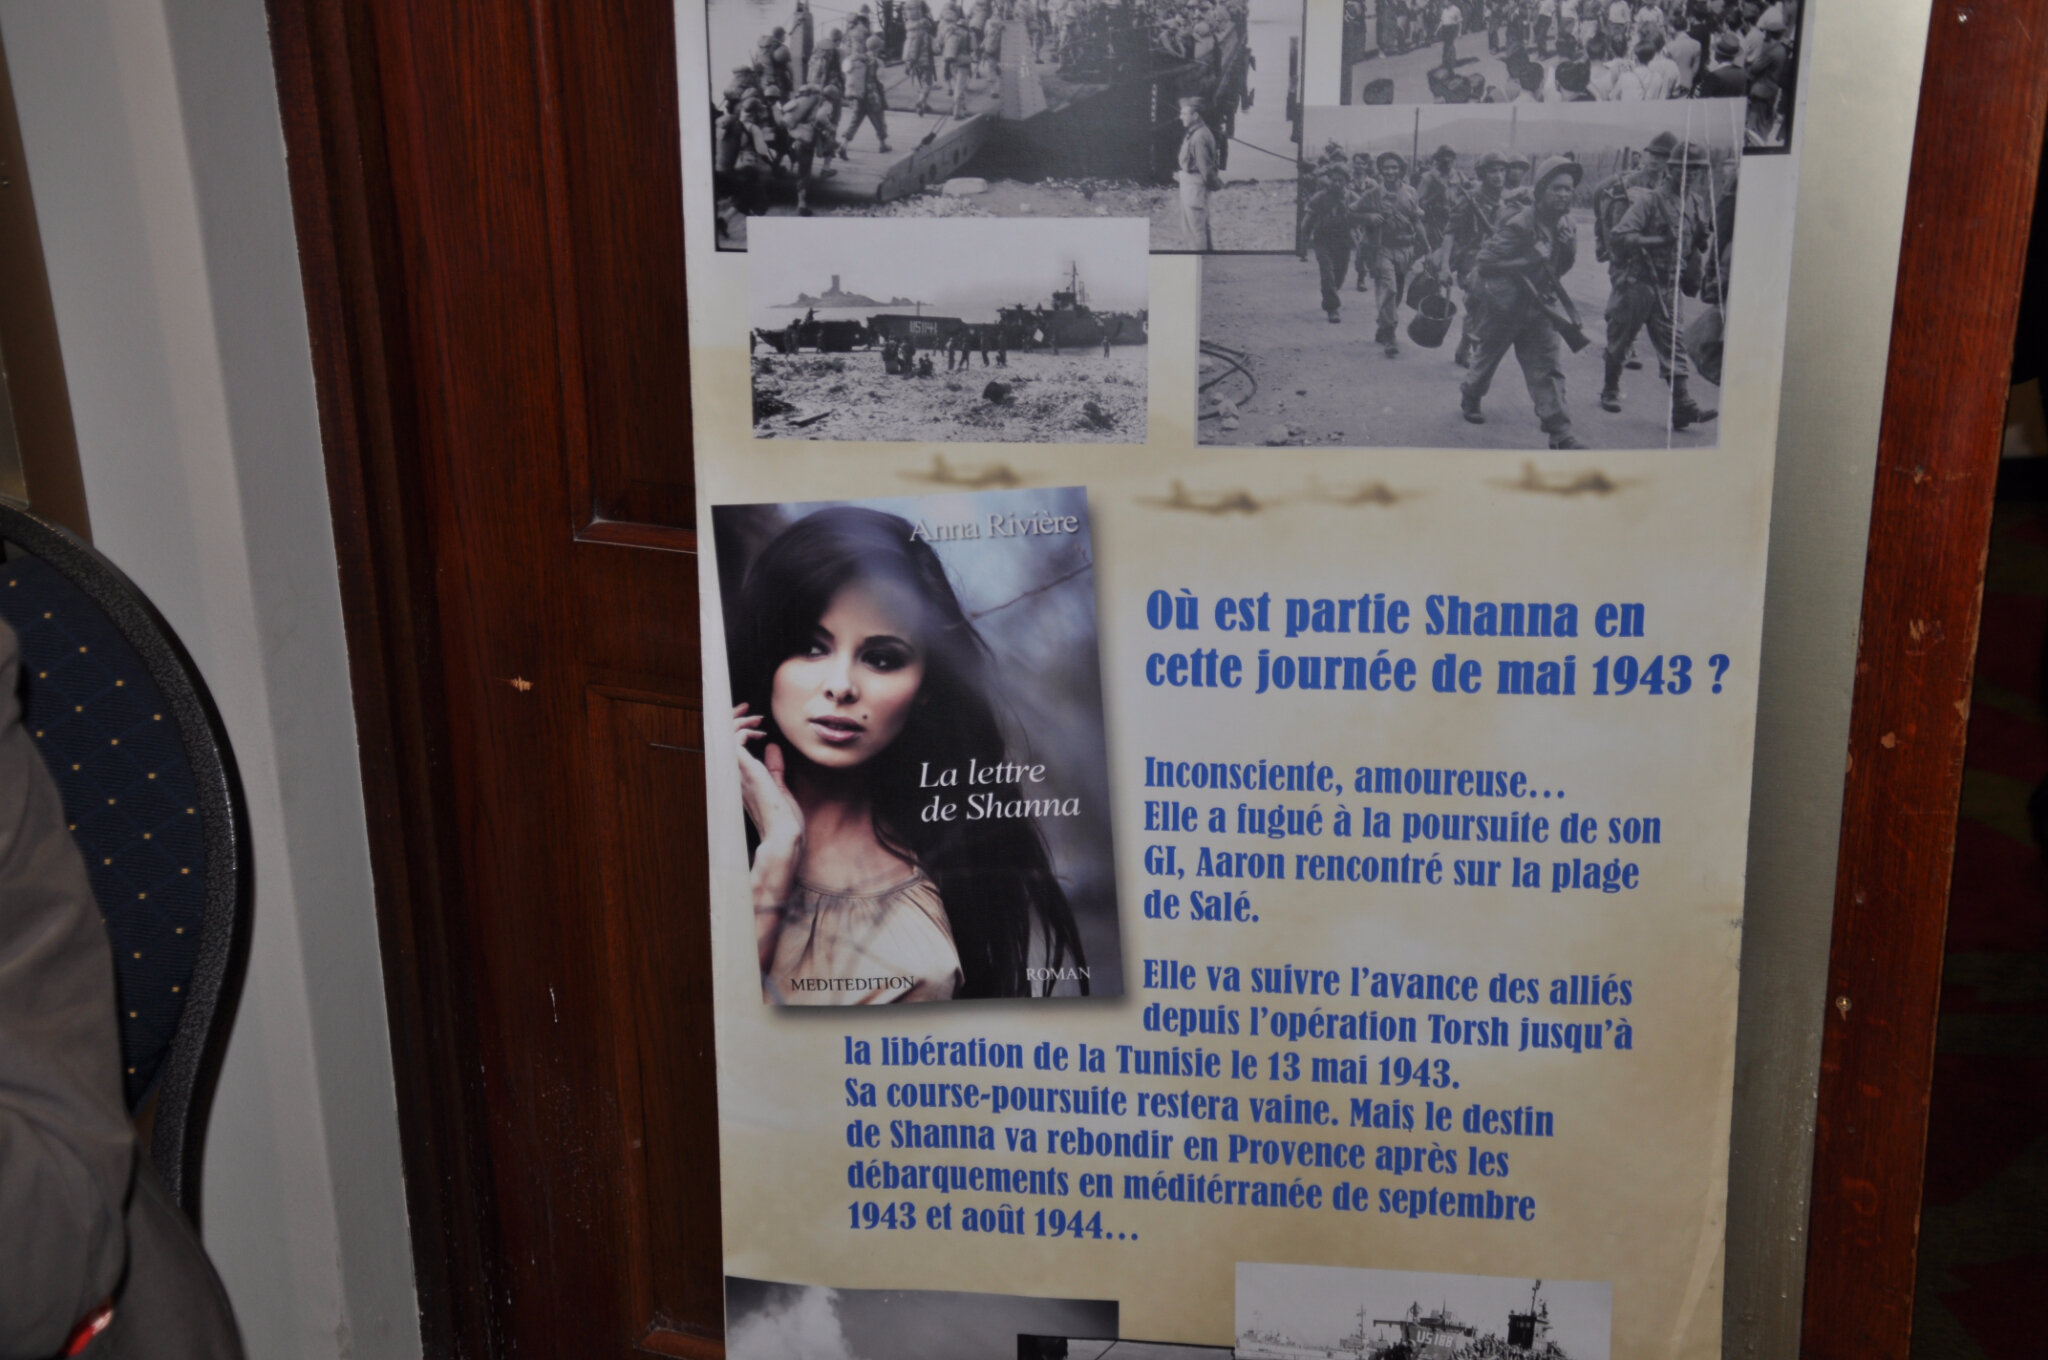 US1141
Anna Rivière
La lettre
de Shanna
MEDITEDITION
ROMAN
Où est partie Shanna en
cette journée de mai 1943 ?
Inconsciente, amoureuse…
Elle a fugué à la poursuite de son
GI, Aaron rencontré sur la plage
de Salé.
Elle va suivre l’avance des alliés
depuis l’opération Torsh jusqu’à
la libération de la Tunisie le 13 mai 1943.
Sa course-poursuite restera vaine. Mais le destin
de Shanna va rebondir en Provence après les
débarquements en méditérranée de septembre
1943 et août 1944…
US188